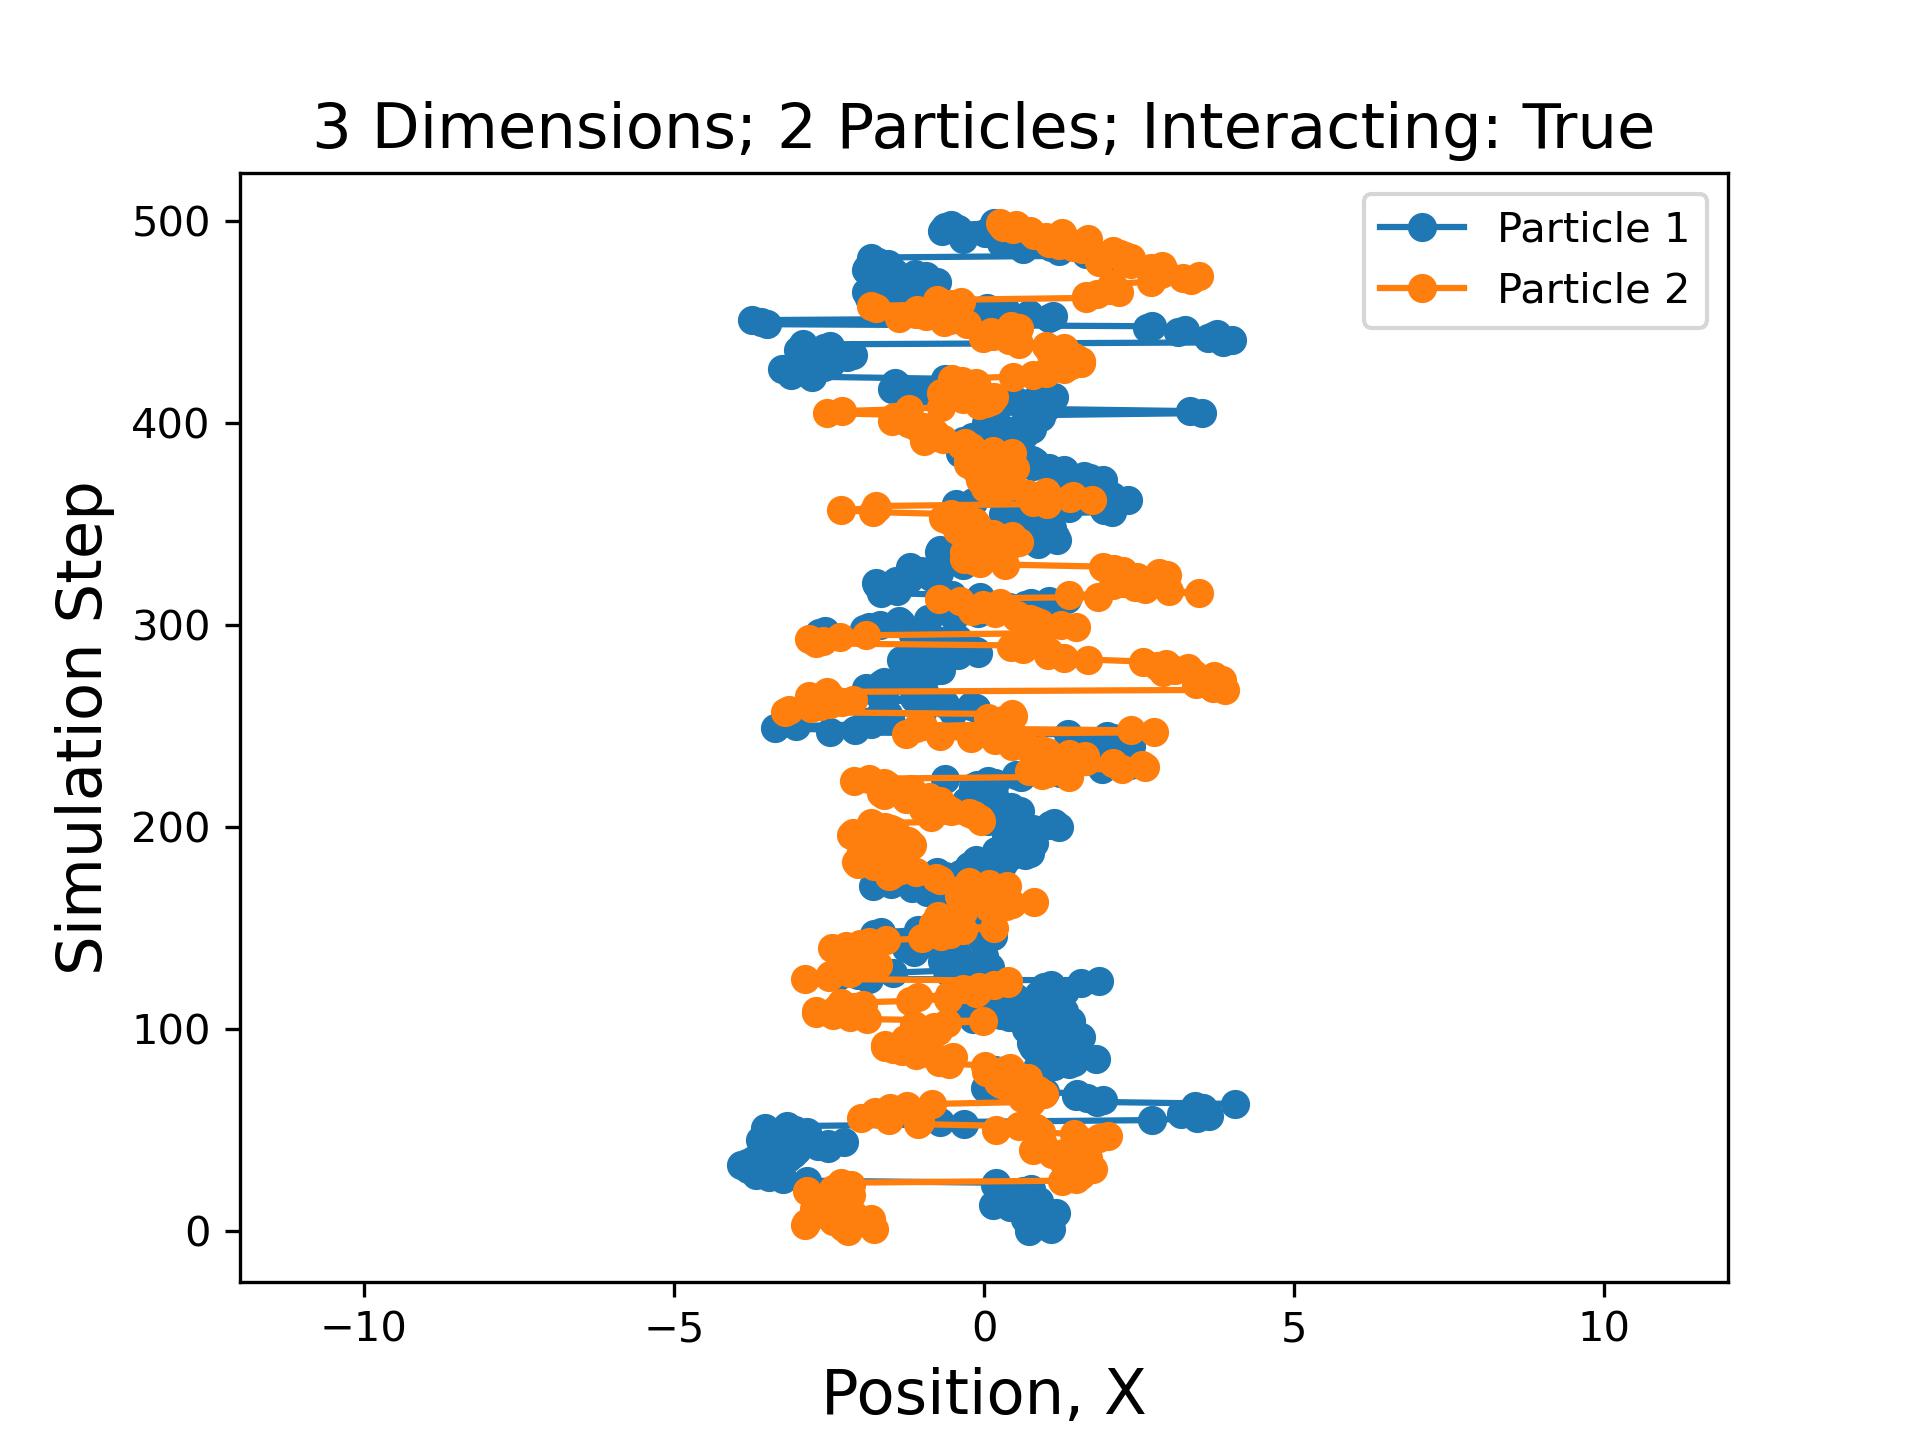 3 Dimensions; 2 Particles; Interacting: True
Particle 1
Particle 2
Simulation Step
500
400
300
200
100
0
−10
−5
0
5
10
Position, X